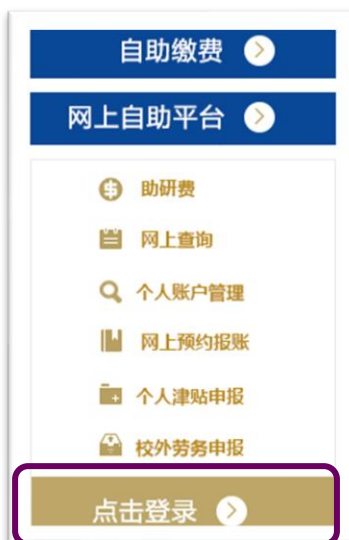 自助缴费
网上自助平台
助研费
网上查询
个人账户管理
网上预约报账
个人津贴申报
校外劳务申报
点击登录